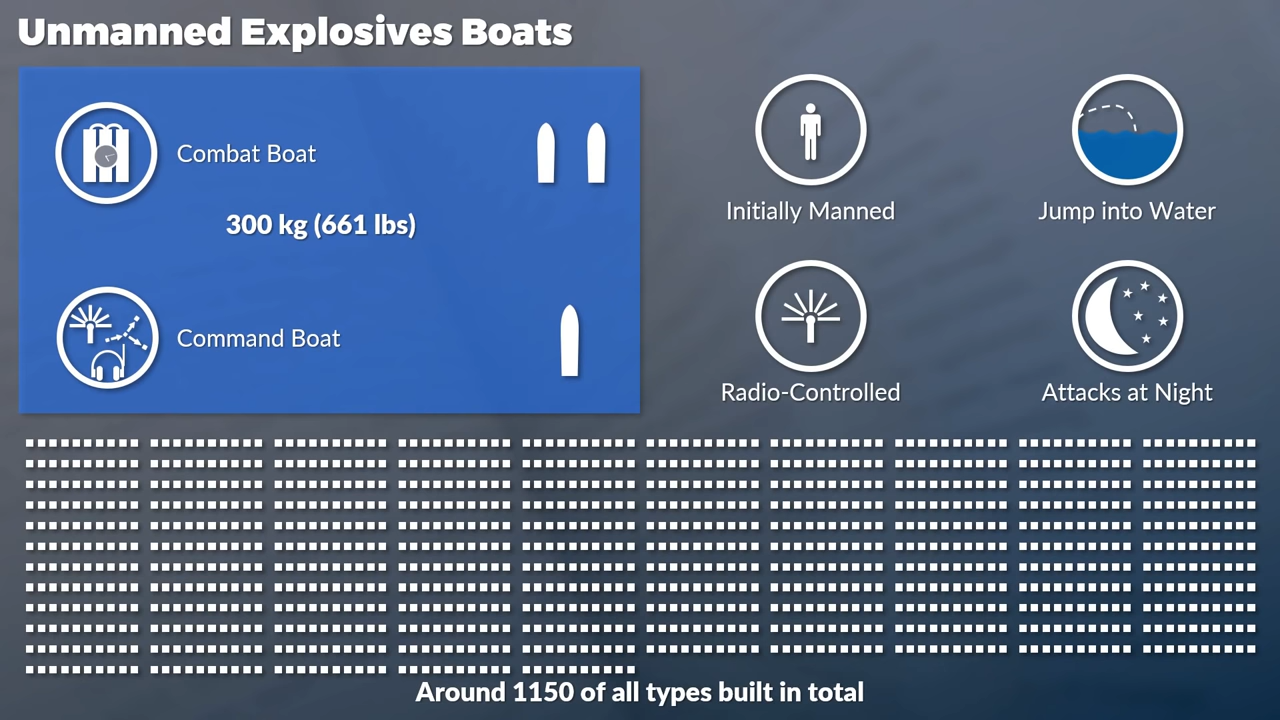 Unmanned Explosives Boats
Combat Boat
300 kg (661 lbs)
Command Boat
Initially Manned
Jump into Water
Radio-Controlled
Attacks at Night
Around 1150 of all types built in total